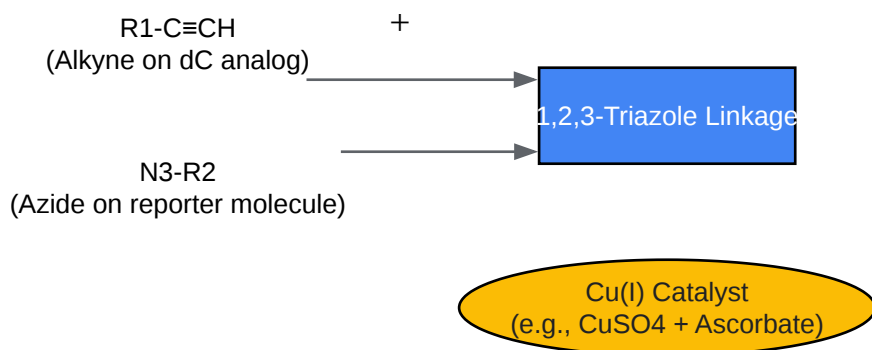 R1-C≡CH
(Alkyne on dC analog)
+
1,2,3-Triazole Linkage
N3-R2
(Azide on reporter molecule)
Cu(I) Catalyst
(e.g., CuSO4 + Ascorbate)